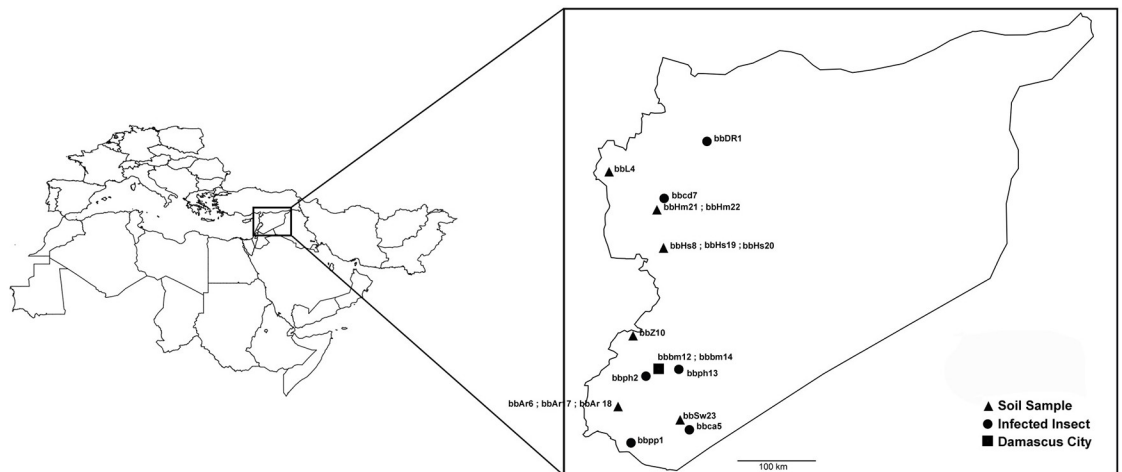 bbDR1
bbL4
bbcd7
bbHm21 ; bbHm22
bbHs8 ; bbHs19 ; bbHs20
bbZ10
bbbm12 ; bbbm14
bbph2
bbph13
bbAr6 ; bbAr17 ; bbAr 18
bbSw23
bbca5
bbpp1
Soil Sample
Infected Insect
Damascus City
100 km